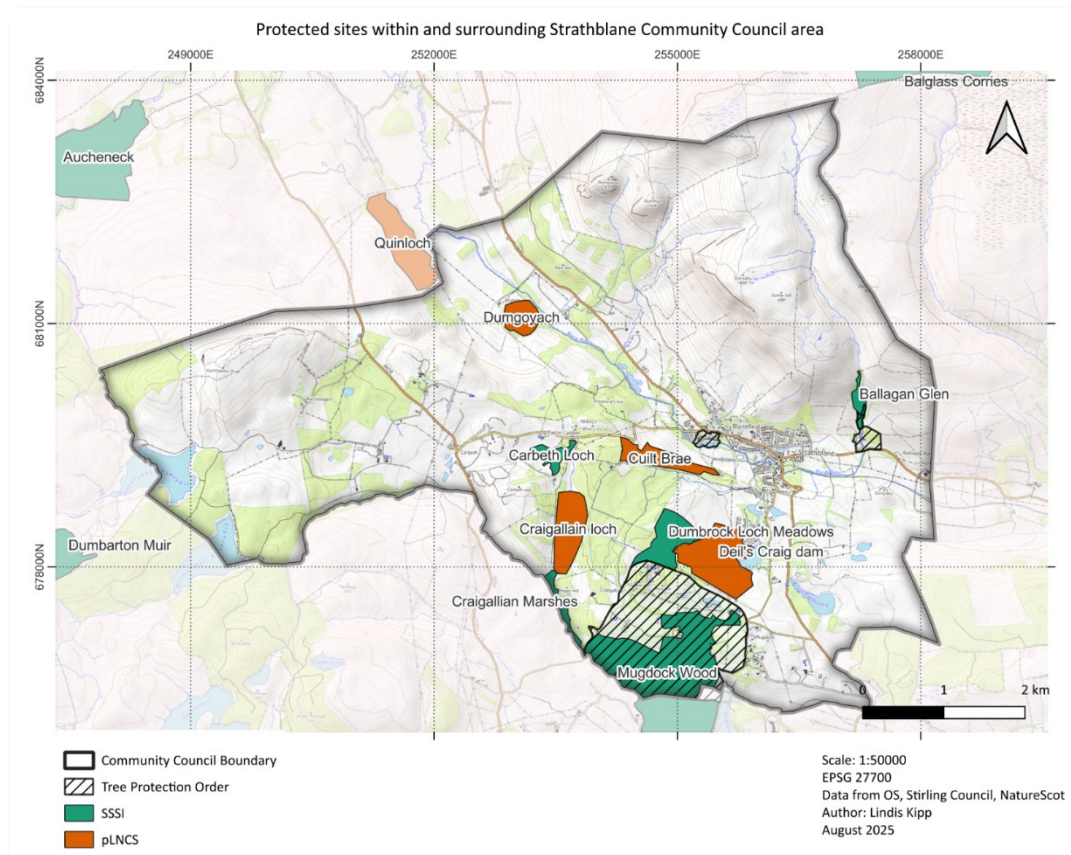 Protected sites within and surrounding Strathblane Community Council area
249000E
252000E
255000E
258000E
684000N
681000N
678000N
Balglass Corries
Aucheneck
Quinloch
Dumgoyach
Ballagan Glen
Carbeth Loch
Cuilt Brae
Strathblane
Craigallain loch
Dumbrock Loch Meadows
Deil's Craig dam
Dumbarton Muir
Craigallian Marshes
Mugdock Wood
0 1 2 km
Community Council Boundary
Tree Protection Order
SSSI
pLNCS
Scale: 1:50000
EPSG 27700
Data from OS, Stirling Council, NatureScot
Author: Lindis Kipp
August 2025